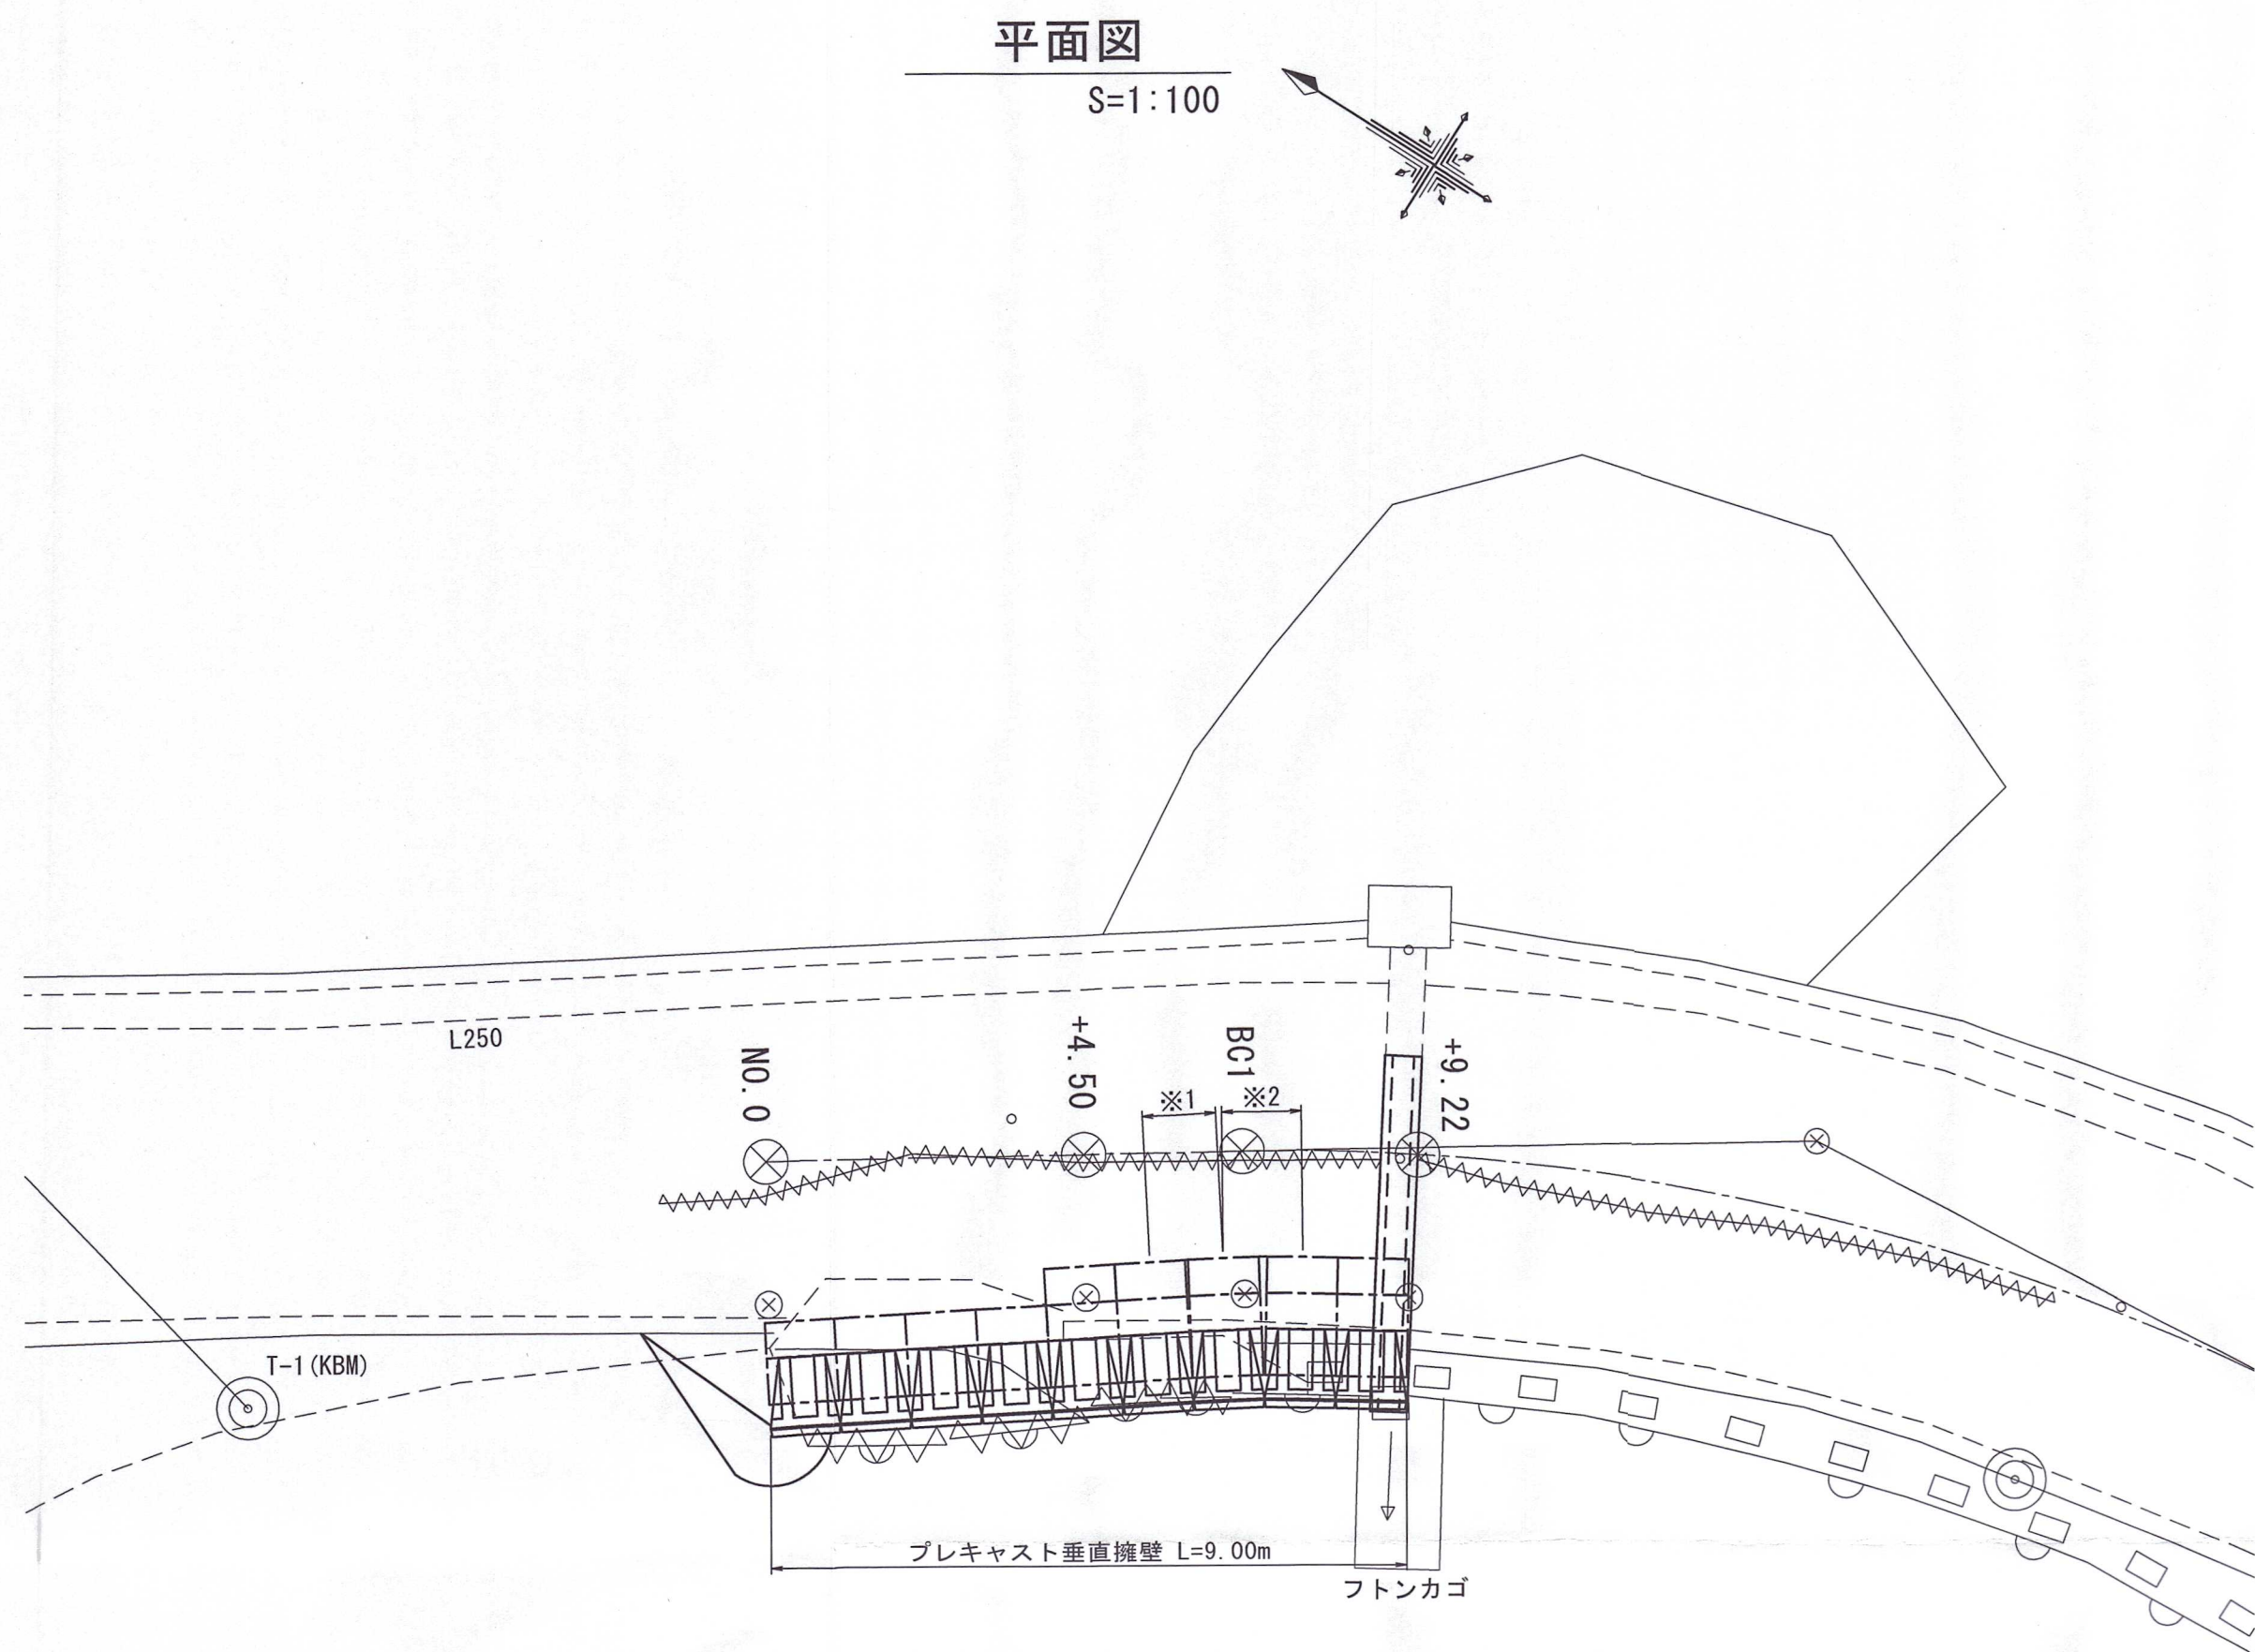 平面図
S=1:100
L250
NO. 0
+4. 50
BC1
+9. 22
※1
※2
T-1(KBM)
プレキャスト垂直擁壁 L=9.00m
フトンカゴ